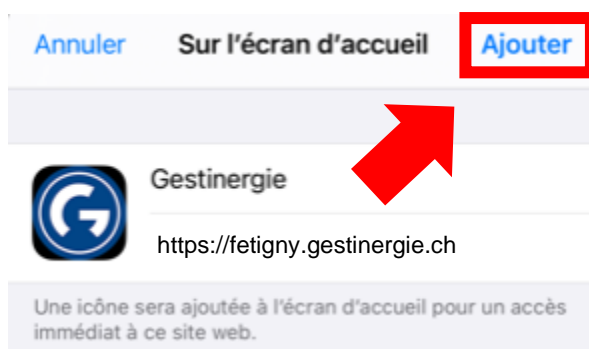 Annuler Sur l'écran d'accueil Ajouter
G
Gestinergie
https://fetigny.gestinergie.ch
Une icône sera ajoutée à l'écran d'accueil pour un accès
immédiat à ce site web.